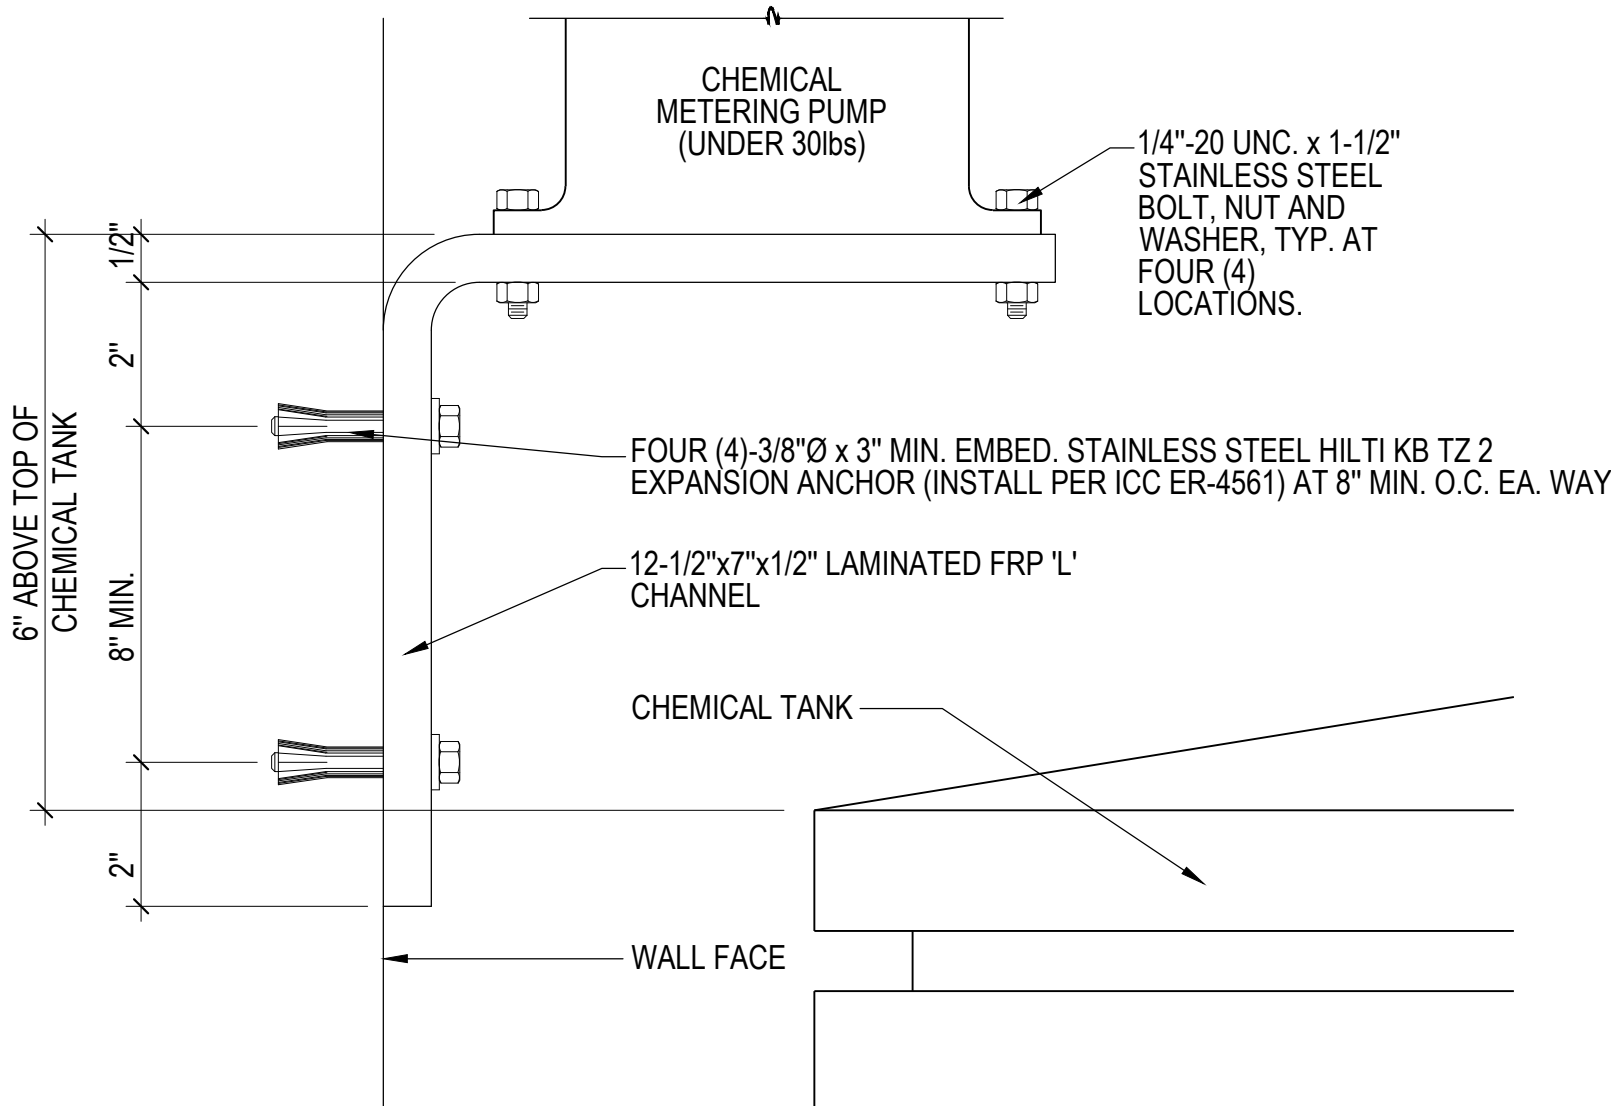 CHEMICAL
METERING PUMP
(UNDER 30lbs)
1/4"-20 UNC. x 1-1/2"
STAINLESS STEEL
BOLT, NUT AND
WASHER, TYP. AT
FOUR (4)
LOCATIONS.
1/2"
2"
6" ABOVE TOP OF
CHEMICAL TANK
8" MIN.
2"
FOUR (4)-3/8"Ø x 3" MIN. EMBED. STAINLESS STEEL HILTI KB TZ 2
EXPANSION ANCHOR (INSTALL PER ICC ER-4561) AT 8" MIN. O.C. EA. WAY
12-1/2"x7"x1/2" LAMINATED FRP 'L'
CHANNEL
CHEMICAL TANK
WALL FACE